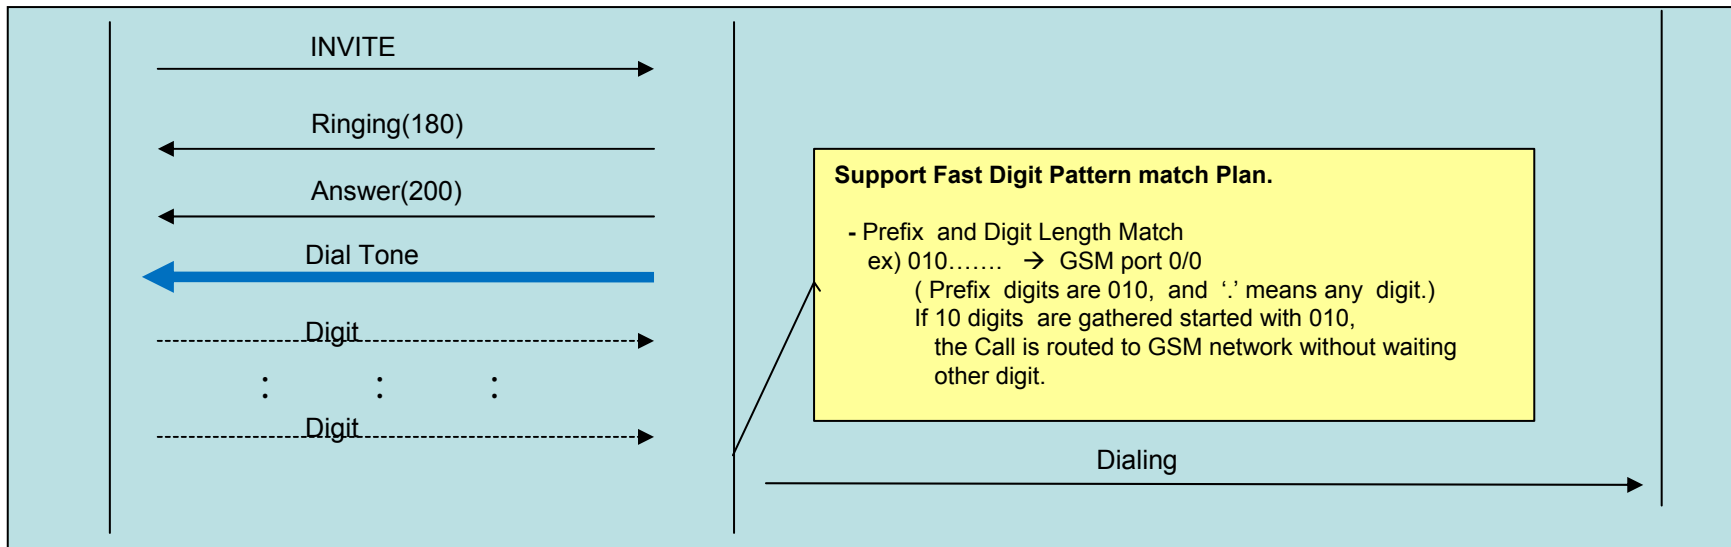 INVITE
Ringing(180)
Answer(200)
Dial Tone
Digit
: : :
Digit
Support Fast Digit Pattern match Plan.
- Prefix and Digit Length Match
ex) 010……. → GSM port 0/0
( Prefix digits are 010, and ‘.’ means any digit.)
If 10 digits are gathered started with 010,
the Call is routed to GSM network without waiting
other digit.
Dialing